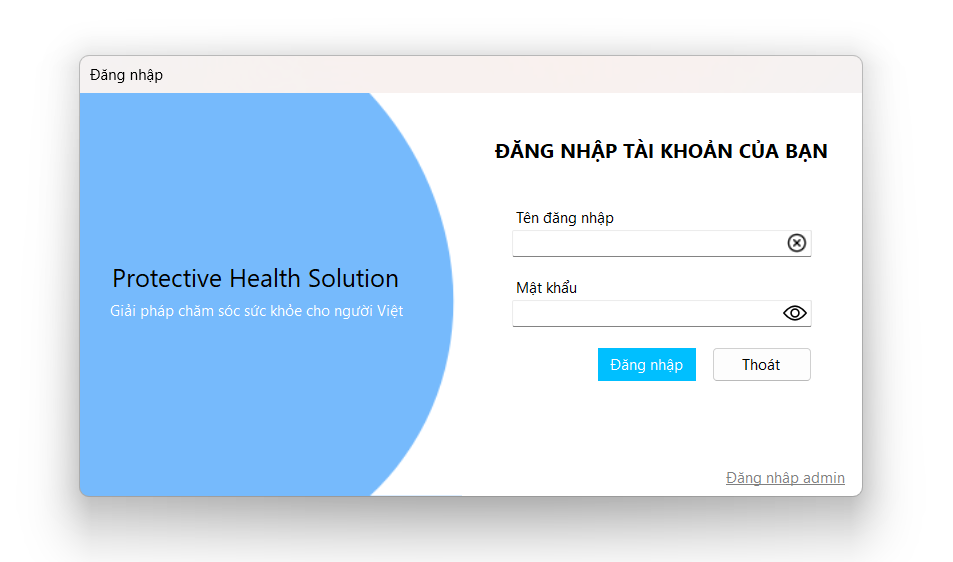 Đăng nhập
ĐĂNG NHẬP TÀI KHOẢN CỦA BẠN
Tên đăng nhập
Protective Health Solution
Giải pháp chăm sóc sức khỏe cho người Việt
Mật khẩu
Đăng nhập
Thoát
Đăng nhập admin